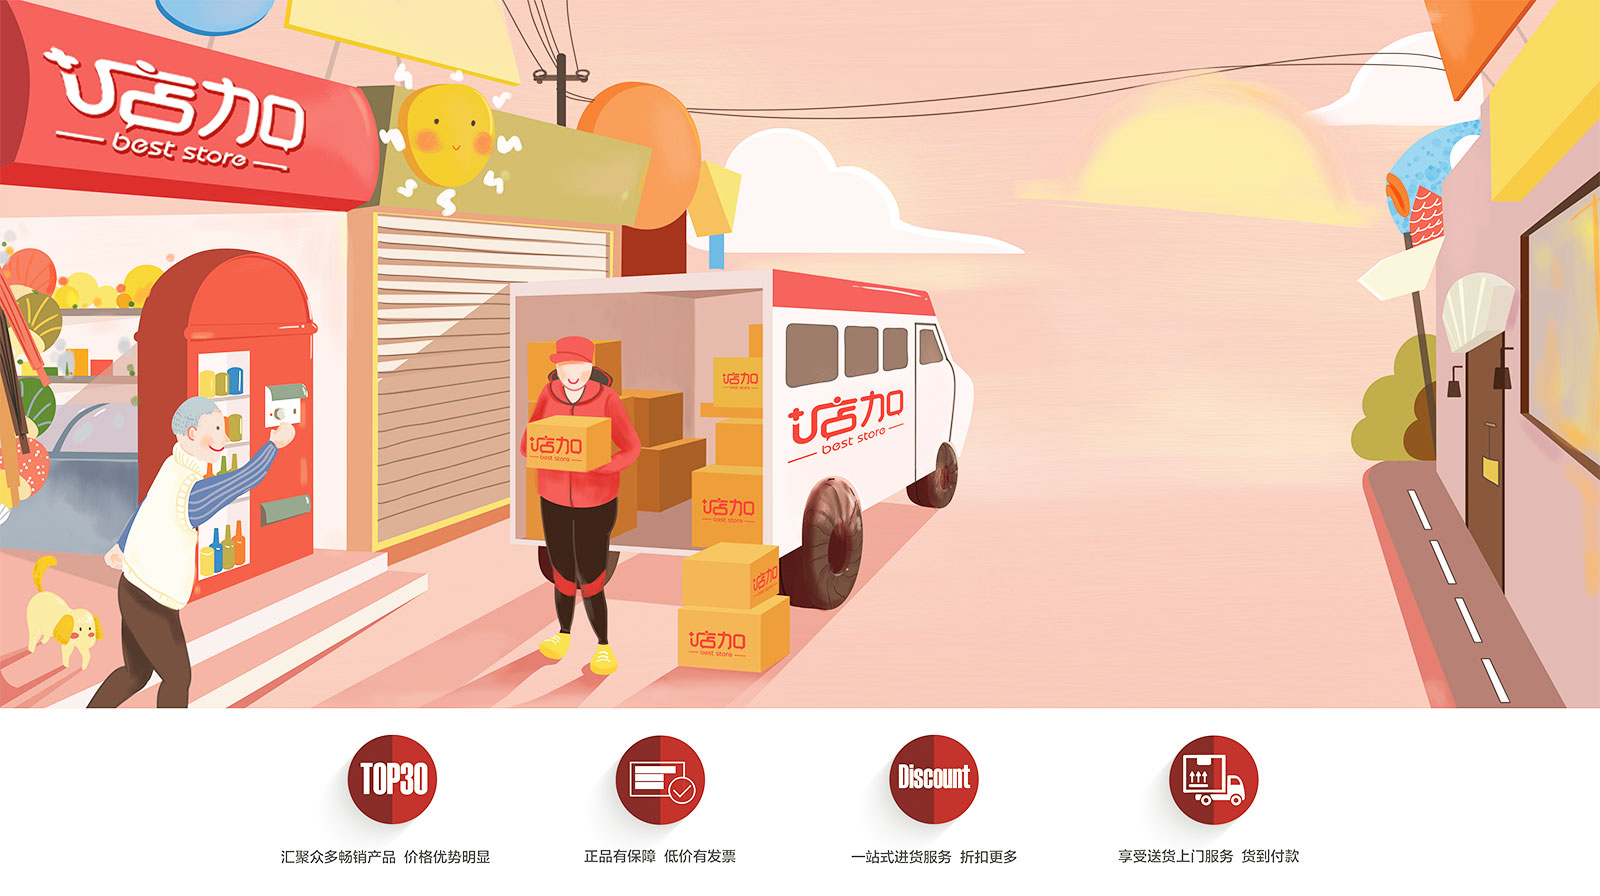 店加
best store
店加
best store
店加
best store
店加
best store
店加
best store
店加
店加
best store
TOP30
Discount
汇聚众多畅销产品 价格优势明显
正品有保障 低价有发票
一站式进货服务 折扣更多
享受送货上门服务 货到付款